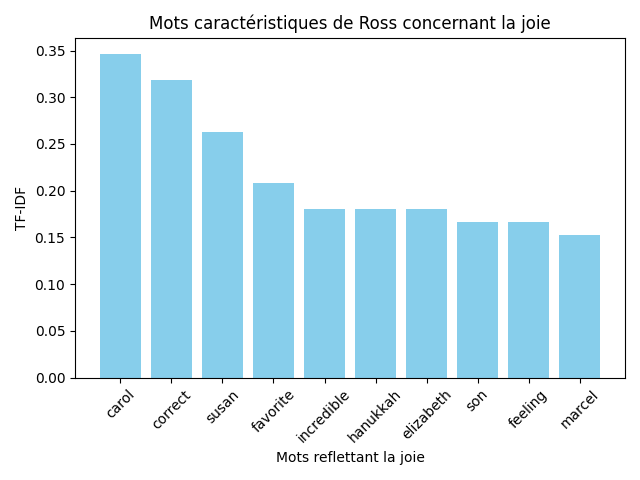 Mots caractéristiques de Ross concernant la joie
TF-IDF
0.35
0.30
0.25
0.20
0.15
0.10
0.05
0.00
carol
correct
susan
favorite
incredible
hanukkah
elizabeth
son
feeling
marcel
Mots reflettant la joie